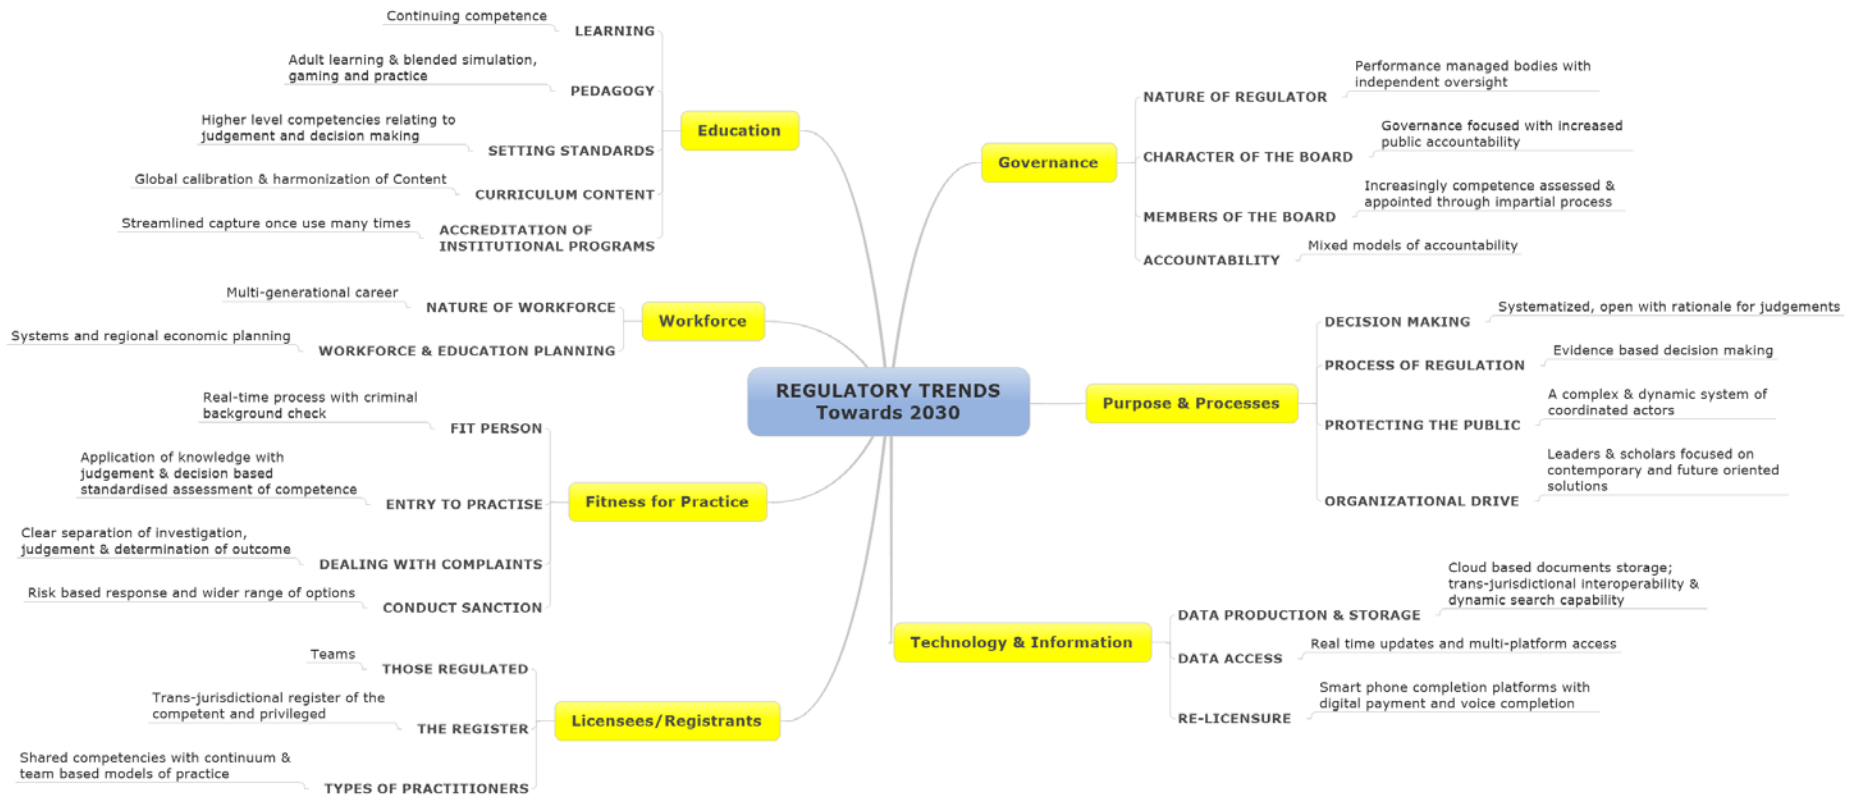 REGULATORY TRENDS
Towards 2030
Education
LEARNING
Continuing competence
PEDAGOGY
Adult learning & blended simulation,
gaming and practice
SETTING STANDARDS
Higher level competencies relating to
judgement and decision making
CURRICULUM CONTENT
Global calibration & harmonization of Content
ACCREDITATION OF
INSTITUTIONAL PROGRAMS
Streamlined capture once use many times
Workforce
NATURE OF WORKFORCE
Multi-generational career
WORKFORCE & EDUCATION PLANNING
Systems and regional economic planning
Fitness for Practice
FIT PERSON
Real-time process with criminal
background check
ENTRY TO PRACTISE
Application of knowledge with
judgement & decision based
standardised assessment of competence
DEALING WITH COMPLAINTS
Clear separation of investigation,
judgement & determination of outcome
CONDUCT SANCTION
Risk based response and wider range of options
Licensees/Registrants
THOSE REGULATED
Teams
THE REGISTER
Trans-jurisdictional register of the
competent and privileged
TYPES OF PRACTITIONERS
Shared competencies with continuum &
team based models of practice
Governance
NATURE OF REGULATOR
Performance managed bodies with
independent oversight
CHARACTER OF THE BOARD
Governance focused with increased
public accountability
MEMBERS OF THE BOARD
Increasingly competence assessed &
appointed through impartial process
ACCOUNTABILITY
Mixed models of accountability
Purpose & Processes
DECISION MAKING
Systematized, open with rationale for judgements
PROCESS OF REGULATION
Evidence based decision making
PROTECTING THE PUBLIC
A complex & dynamic system of
coordinated actors
ORGANIZATIONAL DRIVE
Leaders & scholars focused on
contemporary and future oriented
solutions
Technology & Information
DATA PRODUCTION & STORAGE
Cloud based documents storage;
trans-jurisdictional interoperability &
dynamic search capability
DATA ACCESS
Real time updates and multi-platform access
RE-LICENSURE
Smart phone completion platforms with
digital payment and voice completion